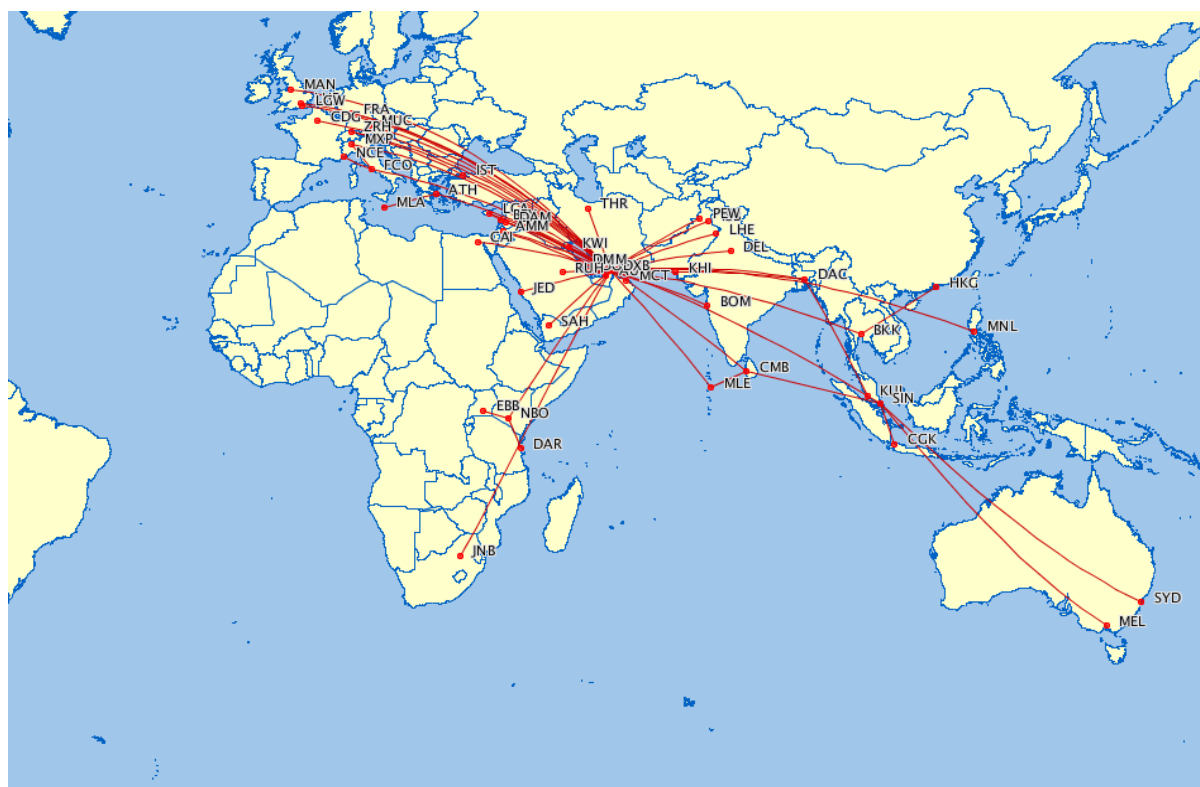 MAN
LGW
FRA
CDG
MUC
ZRH
MXP
NCE
FCO
IST
ATH
MLA
THR
PEW
LHE
DAM
AMM
CAI
KWI
DEL
DMM
DXB
RUH
KHI
MCT
DAC
HKG
JED
BOM
MNL
SAH
BKK
CMB
MLE
KUL
SIN
EBB
NBO
CGK
DAR
JNB
SYD
MEL